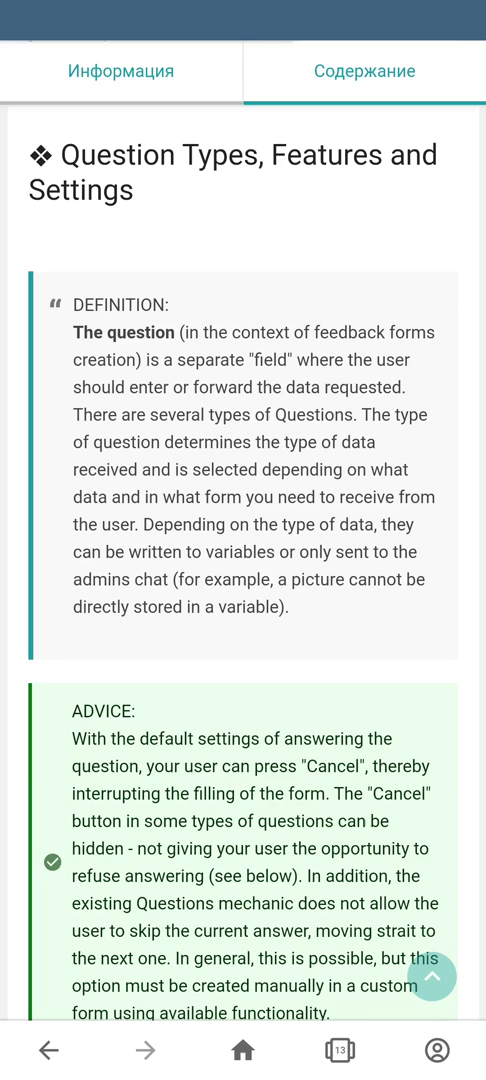 Информация
Содержание
❖ Question Types, Features and
Settings
“ DEFINITION:
The question (in the context of feedback forms
creation) is a separate "field" where the user
should enter or forward the data requested.
There are several types of Questions. The type
of question determines the type of data
received and is selected depending on what
data and in what form you need to receive from
the user. Depending on the type of data, they
can be written to variables or only sent to the
admins chat (for example, a picture cannot be
directly stored in a variable).
ADVICE:
With the default settings of answering the
question, your user can press "Cancel", thereby
interrupting the filling of the form. The "Cancel"
button in some types of questions can be
hidden - not giving your user the opportunity to
refuse answering (see below). In addition, the
existing Questions mechanic does not allow the
user to skip the current answer, moving strait to
the next one. In general, this is possible, but this
option must be created manually in a custom
form using available functionality.
13